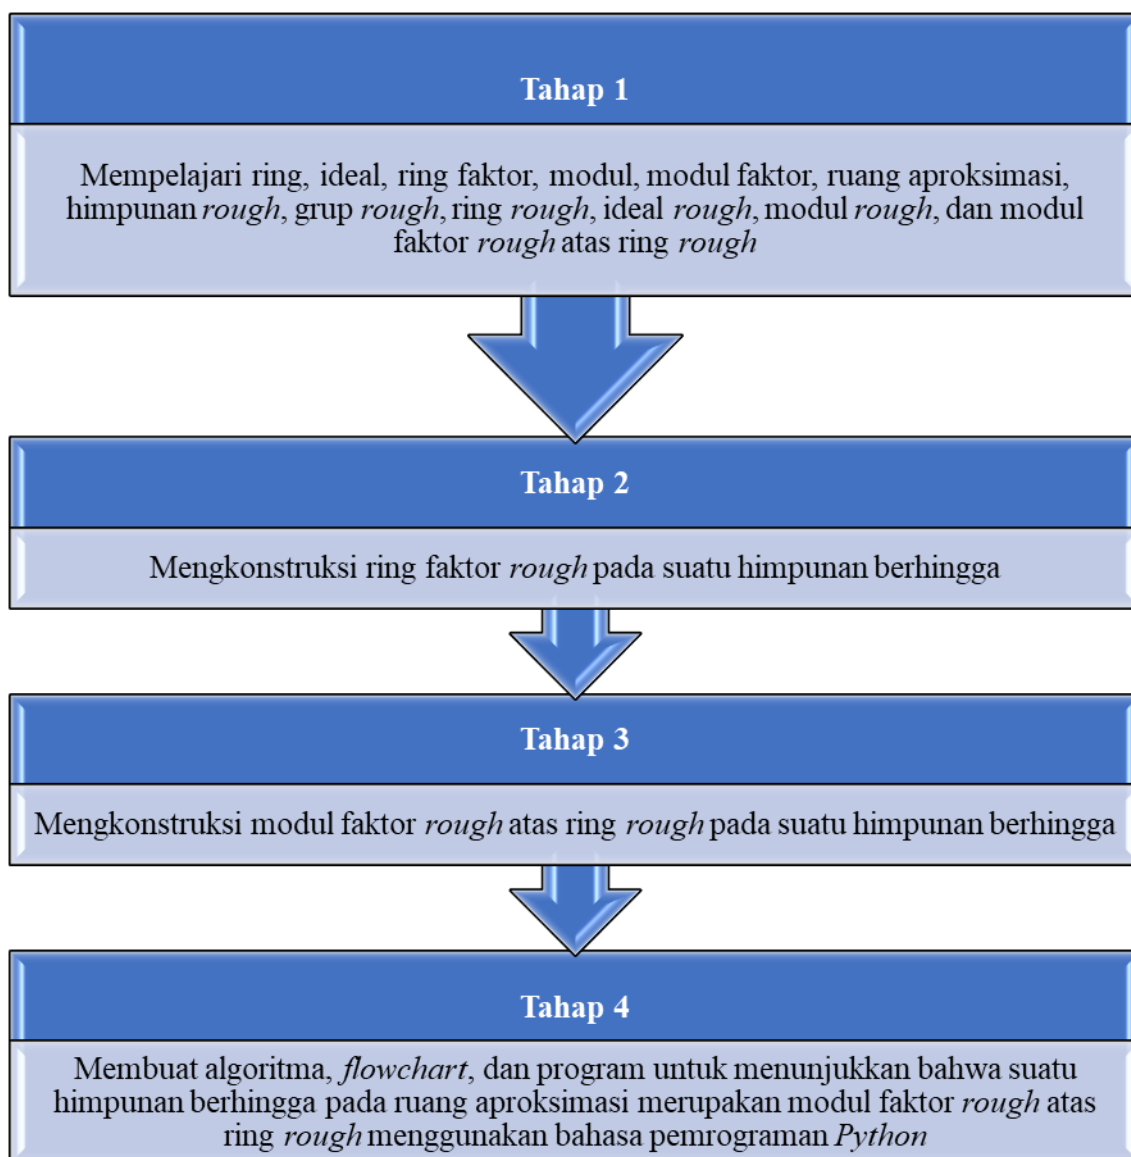 Tahap 1
Mempelajari ring, ideal, ring faktor, modul, modul faktor, ruang aproksimasi,
himpunan rough, grup rough, ring rough, ideal rough, modul rough, dan modul
faktor rough atas ring rough
Tahap 2
Mengkonstruksi ring faktor rough pada suatu himpunan berhingga
Tahap 3
Mengkonstruksi modul faktor rough atas ring rough pada suatu himpunan berhingga
Tahap 4
Membuat algoritma, flowchart, dan program untuk menunjukkan bahwa suatu
himpunan berhingga pada ruang aproksimasi merupakan modul faktor rough atas
ring rough menggunakan bahasa pemrograman Python